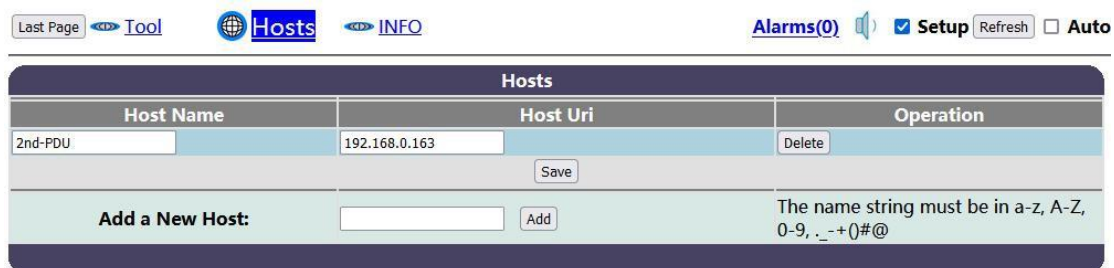 Last Page Tool Hosts INFO Alarms(0) Setup Refresh Auto
Hosts
Host Name Host Uri Operation
2nd-PDU 192.168.0.163 Delete
Save
Add a New Host: Add The name string must be in a-z, A-Z,
0-9, ._-+()#@